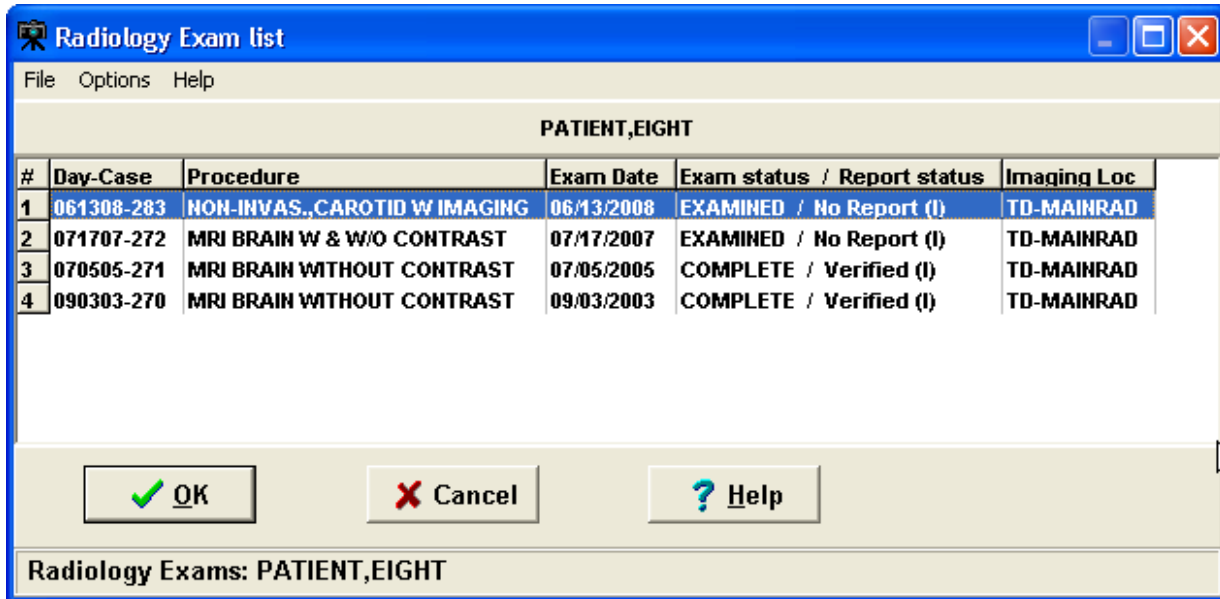 Radiology Exam list
File Options Help
PATIENT,EIGHT
# Day-Case Procedure Exam Date Exam status / Report status Imaging Loc
1 061308-283 NON-INVAS.,CAROTID W IMAGING 06/13/2008 EXAMINED / No Report (I) TD-MAINRAD
2 071707-272 MRI BRAIN W & W/O CONTRAST 07/17/2007 EXAMINED / No Report (I) TD-MAINRAD
3 070505-271 MRI BRAIN WITHOUT CONTRAST 07/05/2005 COMPLETE / Verified (I) TD-MAINRAD
4 090303-270 MRI BRAIN WITHOUT CONTRAST 09/03/2003 COMPLETE / Verified (I) TD-MAINRAD
OK Cancel ? Help
Radiology Exams: PATIENT,EIGHT